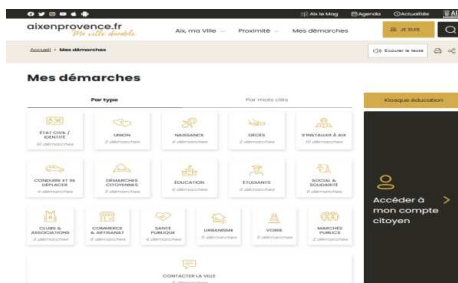 Aix le Mag Agenda Actualités
aixenprovence.fr
Ma ville durable
Aix, ma Ville Proximité Mes démarches
JE SUIS
Accueil > Mes démarches
Écouter le texte
Mes démarches
Par type Par mots clés
Kiosque éducation
ÉTAT CIVIL /
IDENTITÉ
UNION
NAISSANCE
DÉCÈS
S'INSTALLER À AIX
CONDUIRE ET SE
DÉPLACER
DÉMARCHES
CITOYENNES
ÉDUCATION
ÉTUDIANTS
SOCIAL &
SOLIDARITÉ
Accéder à
mon compte
citoyen
CLUBS &
ASSOCIATIONS
COMMERCE
& ARTISANAT
SANTÉ
PUBLIQUE
URBANISME
VOIRIE
MARCHÉS
PUBLICS
CONTACTER LA VILLE